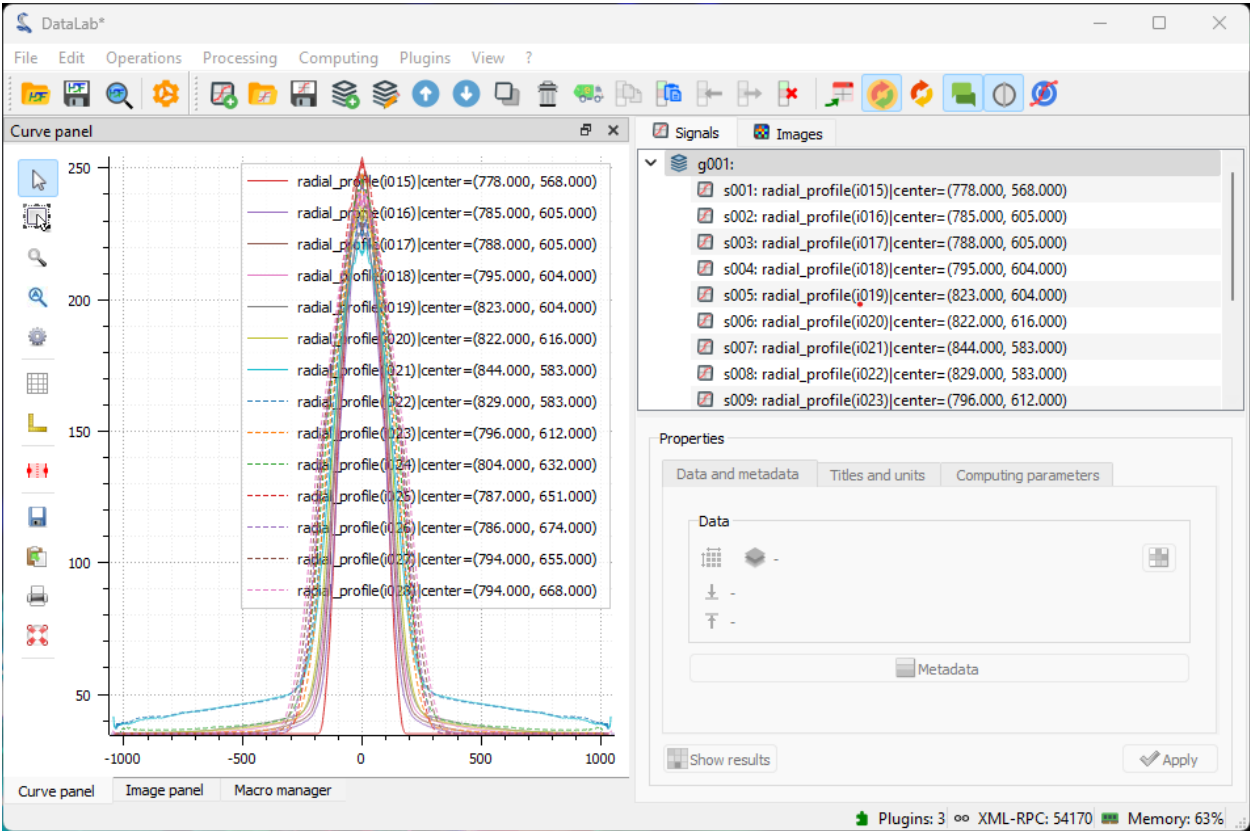 DataLab*
File Edit Operations Processing Computing Plugins View ?
Curve panel
250
200
150
100
50
-1000 -500 0 500 1000
radial_profile(i015)|center=(778.000, 568.000)
radial_profile(i016)|center=(785.000, 605.000)
radial_profile(i017)|center=(788.000, 605.000)
radial_profile(i018)|center=(795.000, 604.000)
radial_profile(i019)|center=(823.000, 604.000)
radial_profile(i020)|center=(822.000, 616.000)
radial_profile(i021)|center=(844.000, 583.000)
radial_profile(i022)|center=(829.000, 583.000)
radial_profile(i023)|center=(796.000, 612.000)
radial_profile(i024)|center=(804.000, 632.000)
radial_profile(i025)|center=(787.000, 651.000)
radial_profile(i026)|center=(786.000, 674.000)
radial_profile(i027)|center=(794.000, 655.000)
radial_profile(i028)|center=(794.000, 668.000)
Curve panel Image panel Macro manager
Signals Images
g001:
s001: radial_profile(i015)|center=(778.000, 568.000)
s002: radial_profile(i016)|center=(785.000, 605.000)
s003: radial_profile(i017)|center=(788.000, 605.000)
s004: radial_profile(i018)|center=(795.000, 604.000)
s005: radial_profile(i019)|center=(823.000, 604.000)
s006: radial_profile(i020)|center=(822.000, 616.000)
s007: radial_profile(i021)|center=(844.000, 583.000)
s008: radial_profile(i022)|center=(829.000, 583.000)
s009: radial_profile(i023)|center=(796.000, 612.000)
Properties
Data and metadata Titles and units Computing parameters
Data
-
-
-
Metadata
Show results Apply
Plugins: 3 XML-RPC: 54170 Memory: 63%